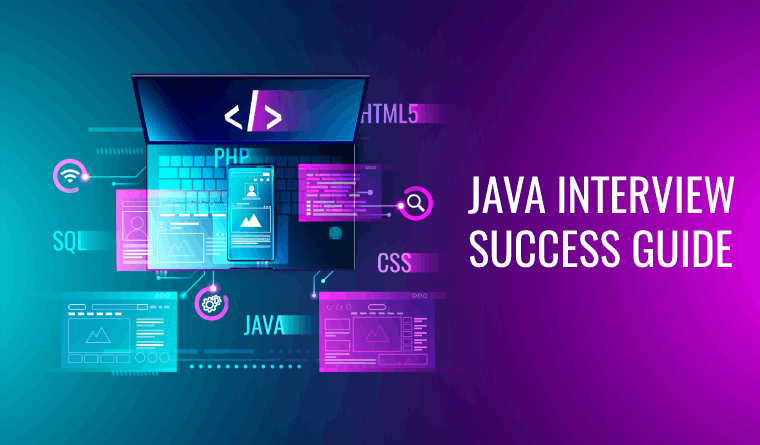 </>
HTML5
PHP
SQL
CSS
JAVA
JAVA INTERVIEW
SUCCESS GUIDE